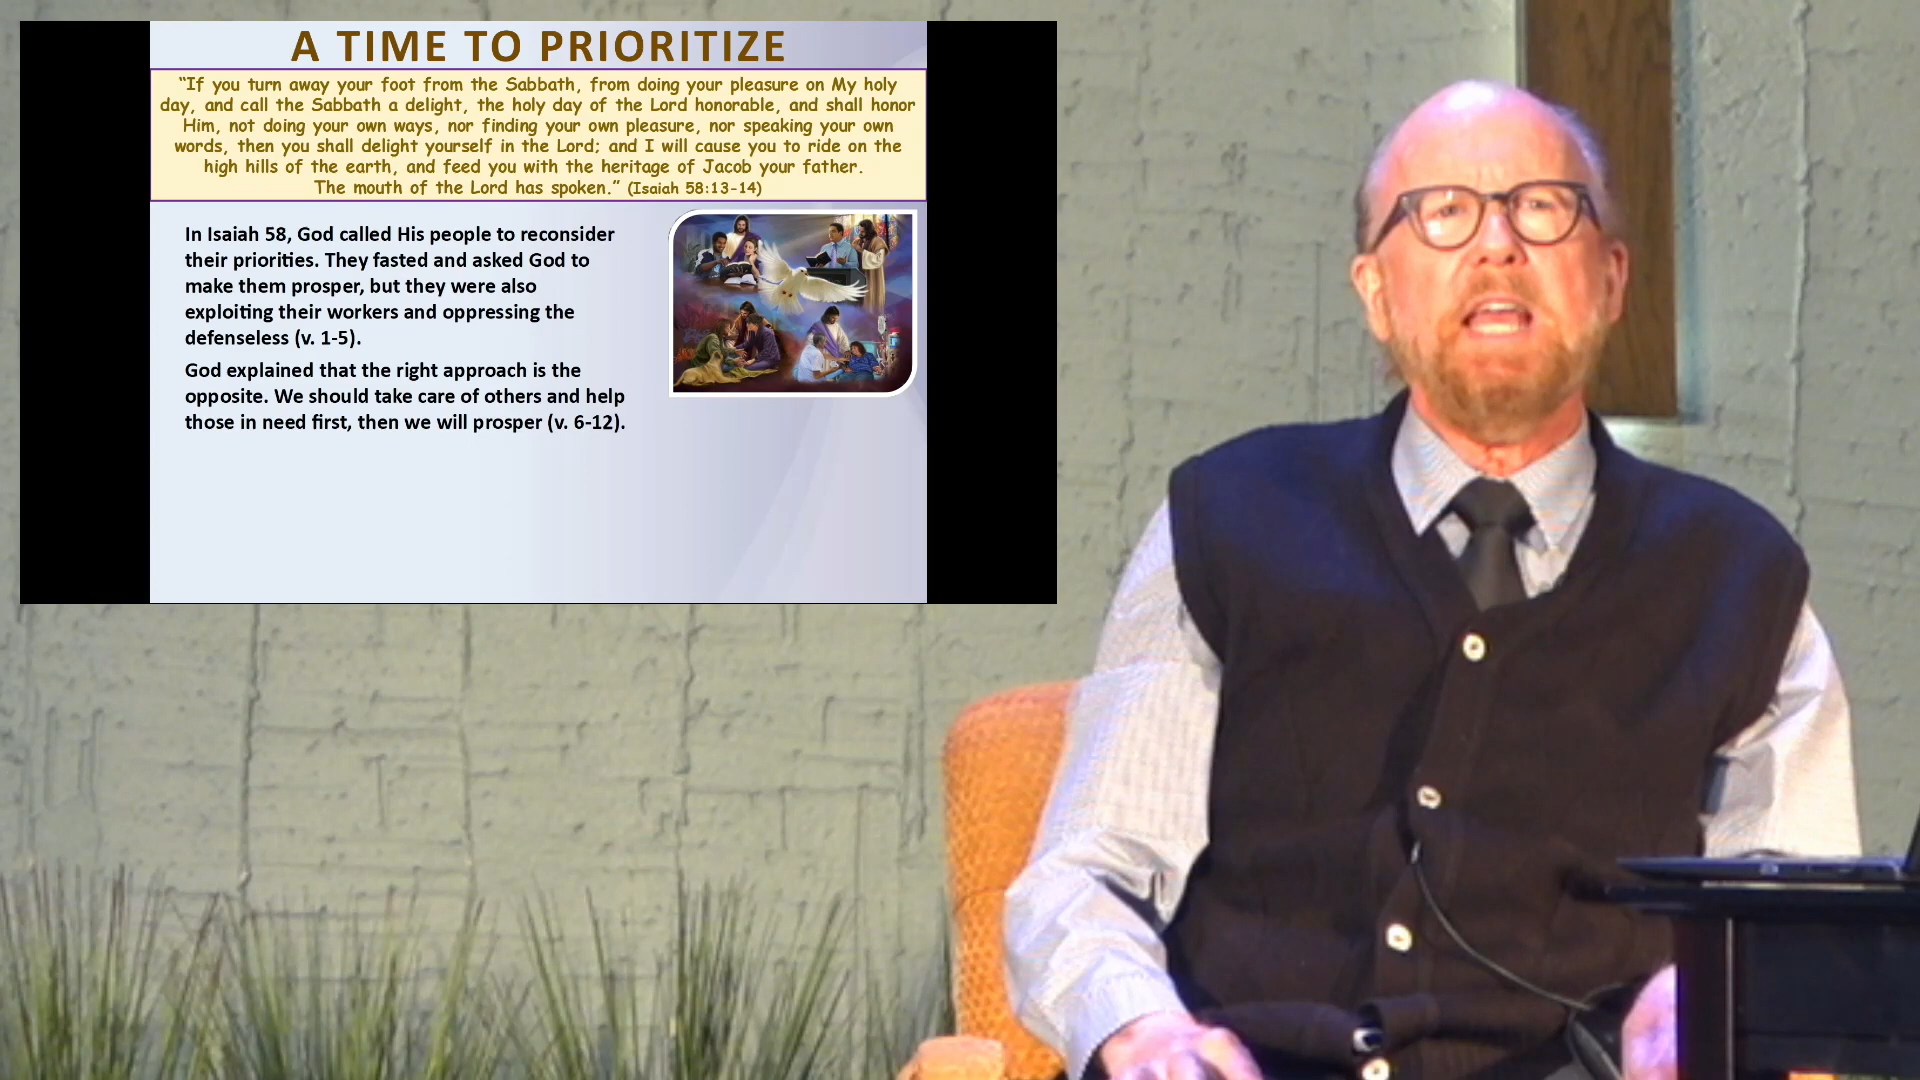 A TIME TO PRIORITIZE
“If you turn away your foot from the Sabbath, from doing your pleasure on My holy
day, and call the Sabbath a delight, the holy day of the Lord honorable, and shall honor
Him, not doing your own ways, nor finding your own pleasure, nor speaking your own
words, then you shall delight yourself in the Lord; and I will cause you to ride on the
high hills of the earth, and feed you with the heritage of Jacob your father.
The mouth of the Lord has spoken.” (Isaiah 58:13-14)
In Isaiah 58, God called His people to reconsider
their priorities. They fasted and asked God to
make them prosper, but they were also
exploiting their workers and oppressing the
defenseless (v. 1-5).
God explained that the right approach is the
opposite. We should take care of others and help
those in need first, then we will prosper (v. 6-12).